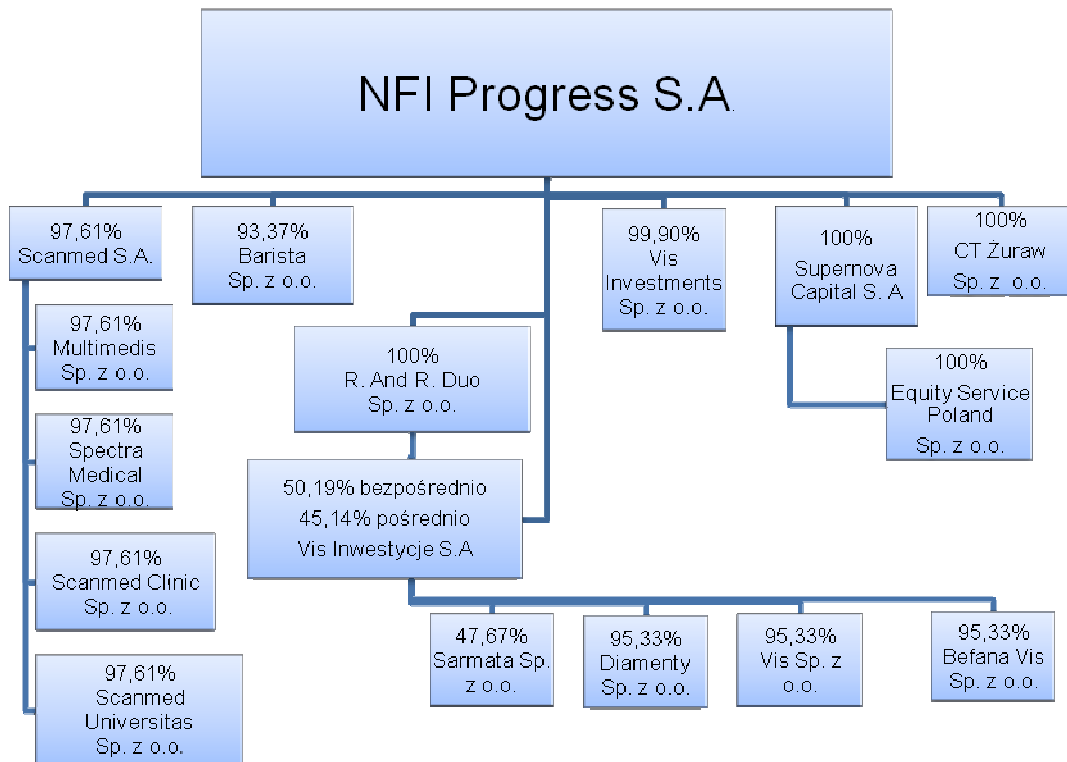 NFI Progress S.A.
97,61%
Scanmed S.A.
93,37%
Barista
Sp. z o.o.
99,90%
Vis
Investments
Sp. z o.o.
100%
Supernova
Capital S. A
100%
CT Żuraw
Sp. z o.o.
97,61%
Multimedis
Sp. z o.o.
97,61%
Spectra
Medical
Sp. z o.o.
97,61%
Scanmed Clinic
Sp. z o.o.
97,61%
Scanmed
Universitas
Sp. z o.o.
100%
R. And R. Duo
Sp. z o.o.
50,19% bezpośrednio
45,14% pośrednio
Vis Inwestycje S.A
100%
Equity Service
Poland
Sp. z o.o.
47,67%
Sarmata Sp.
z o.o.
95,33%
Diamenty
Sp. z o.o.
95,33%
Vis Sp. z
o.o.
95,33%
Befana Vis
Sp. z o.o.